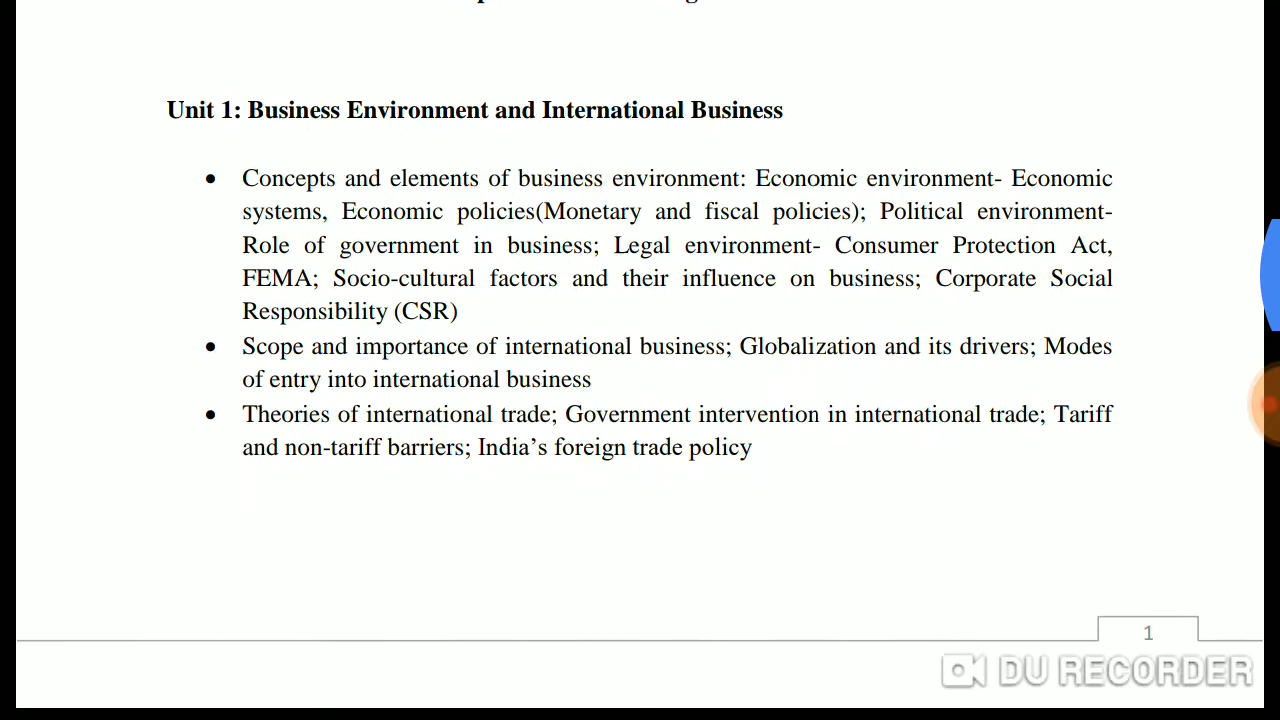 Unit 1: Business Environment and International Business
• Concepts and elements of business environment: Economic environment- Economic
systems, Economic policies(Monetary and fiscal policies); Political environment-
Role of government in business; Legal environment- Consumer Protection Act,
FEMA; Socio-cultural factors and their influence on business; Corporate Social
Responsibility (CSR)
• Scope and importance of international business; Globalization and its drivers; Modes
of entry into international business
• Theories of international trade; Government intervention in international trade; Tariff
and non-tariff barriers; India’s foreign trade policy
1
DU RECORDER